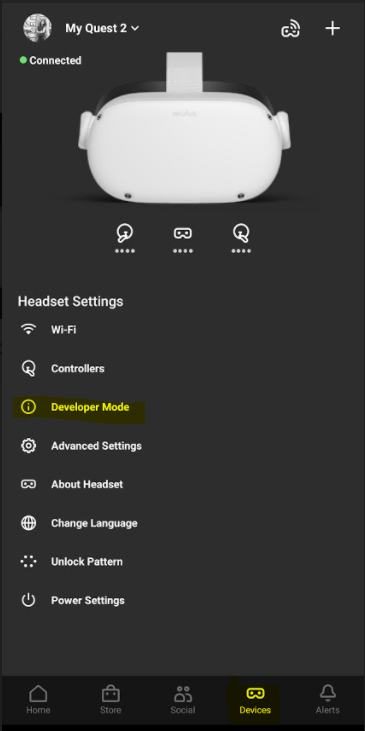 My Quest 2
Connected
oculus
Headset Settings
Wi-Fi
Controllers
Developer Mode
Advanced Settings
About Headset
Change Language
Unlock Pattern
Power Settings
Home
Store
Social
Devices
Alerts